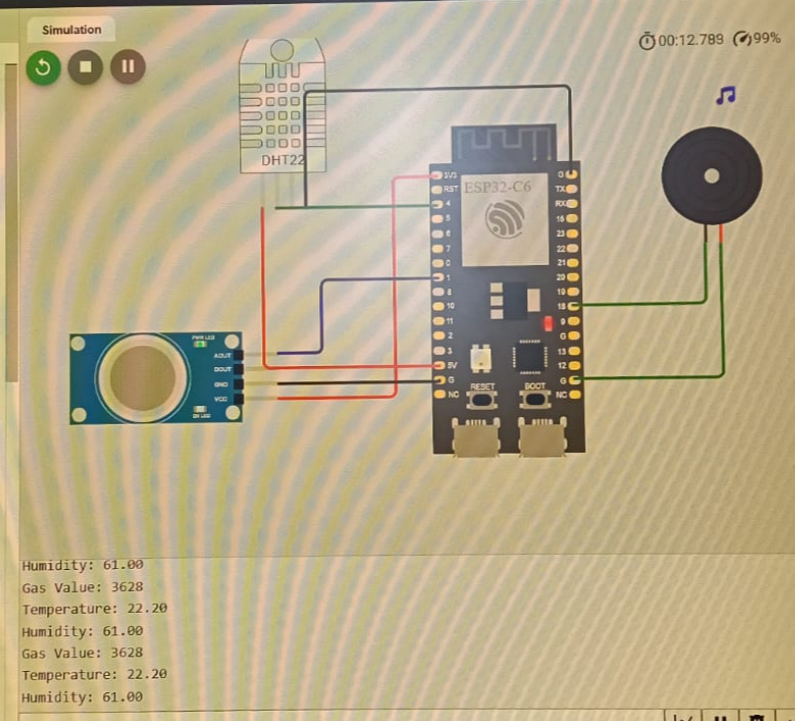 Simulation
00:12.789 99%
DHT22
ESP32-C6
3V3
RST
4
5
6
7
0
1
8
10
11
2
3
5V
G
NC
G
TX
RX
15
23
22
21
20
19
18
9
G
13
12
G
NC
RESET BOOT
PWR LED
AOUT
DOUT
GND
VCC
Humidity: 61.00
Gas Value: 3628
Temperature: 22.20
Humidity: 61.00
Gas Value: 3628
Temperature: 22.20
Humidity: 61.00